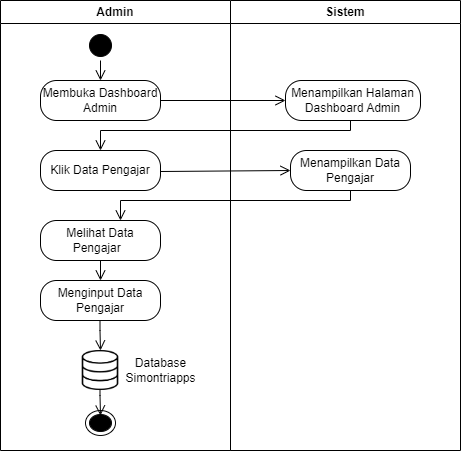 Admin
Sistem
Membuka Dashboard
Admin
Menampilkan Halaman
Dashboard Admin
Klik Data Pengajar
Menampilkan Data
Pengajar
Melihat Data
Pengajar
Menginput Data
Pengajar
Database
Simontriapps